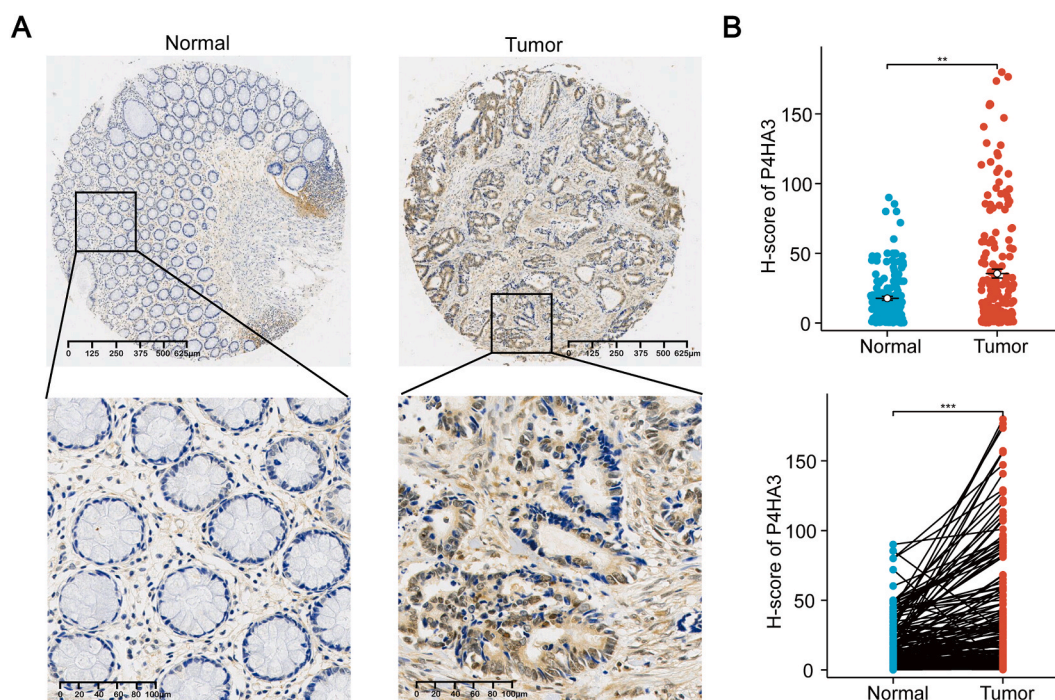 A
Normal
Tumor
0 125 250 375 500 625μm
0 125 250 375 500 625μm
0 20 40 60 80 100μm
0 20 40 60 80 100μm
B
**
H-score of P4HA3
150
100
50
0
Normal Tumor
***
H-score of P4HA3
150
100
50
0
Normal Tumor